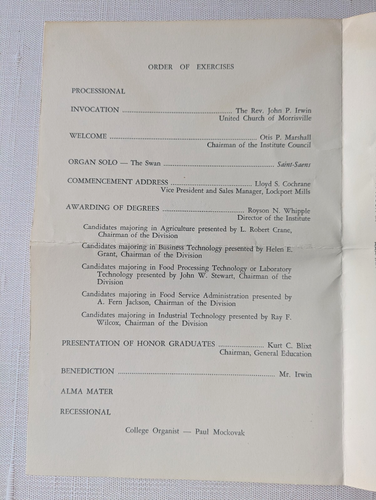 ORDER OF EXERCISES
PROCESSIONAL
INVOCATION ........ The Rev. John P. Irwin
United Church of Morrisville
WELCOME ........ Otis P. Marshall
Chairman of the Institute Council
ORGAN SOLO — The Swan ........ Saint-Saens
COMMENCEMENT ADDRESS ........ Lloyd S. Cochrane
Vice President and Sales Manager, Lockport Mills
AWARDING OF DEGREES ........ Royson N. Whipple
Director of the Institute
Candidates majoring in Agriculture presented by L. Robert Crane,
Chairman of the Division
Candidates majoring in Business Technology presented by Helen E.
Grant, Chairman of the Division
Candidates majoring in Food Processing Technology or Laboratory
Technology presented by John W. Stewart, Chairman of the
Division
Candidates majoring in Food Service Administration presented by
A. Fern Jackson, Chairman of the Division
Candidates majoring in Industrial Technology presented by Ray F.
Wilcox, Chairman of the Division
PRESENTATION OF HONOR GRADUATES ........ Kurt C. Blixt
Chairman, General Education
BENEDICTION ........ Mr. Irwin
ALMA MATER
RECESSIONAL
College Organist — Paul Mockovak